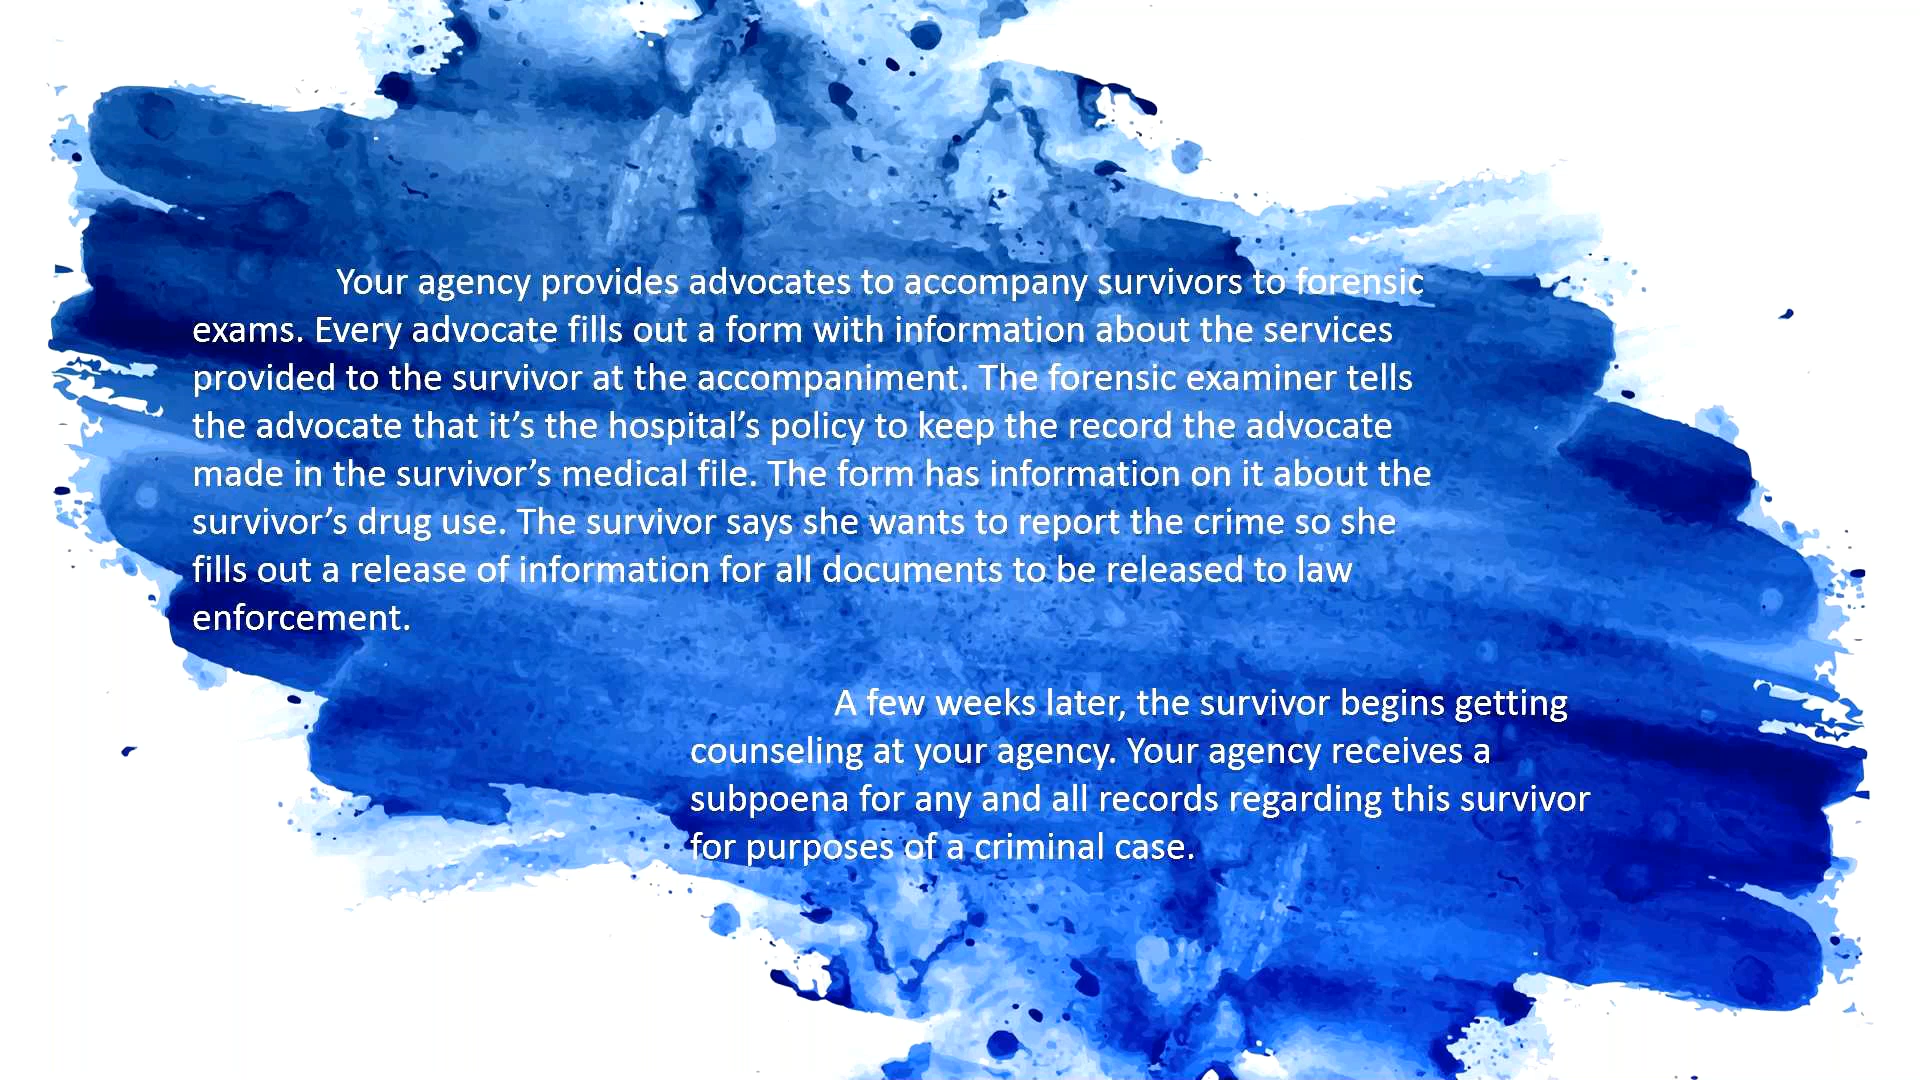 Your agency provides advocates to accompany survivors to forensic
exams. Every advocate fills out a form with information about the services
provided to the survivor at the accompaniment. The forensic examiner tells
the advocate that it’s the hospital’s policy to keep the record the advocate
made in the survivor’s medical file. The form has information on it about the
survivor’s drug use. The survivor says she wants to report the crime so she
fills out a release of information for all documents to be released to law
enforcement.
A few weeks later, the survivor begins getting
counseling at your agency. Your agency receives a
subpoena for any and all records regarding this survivor
for purposes of a criminal case.